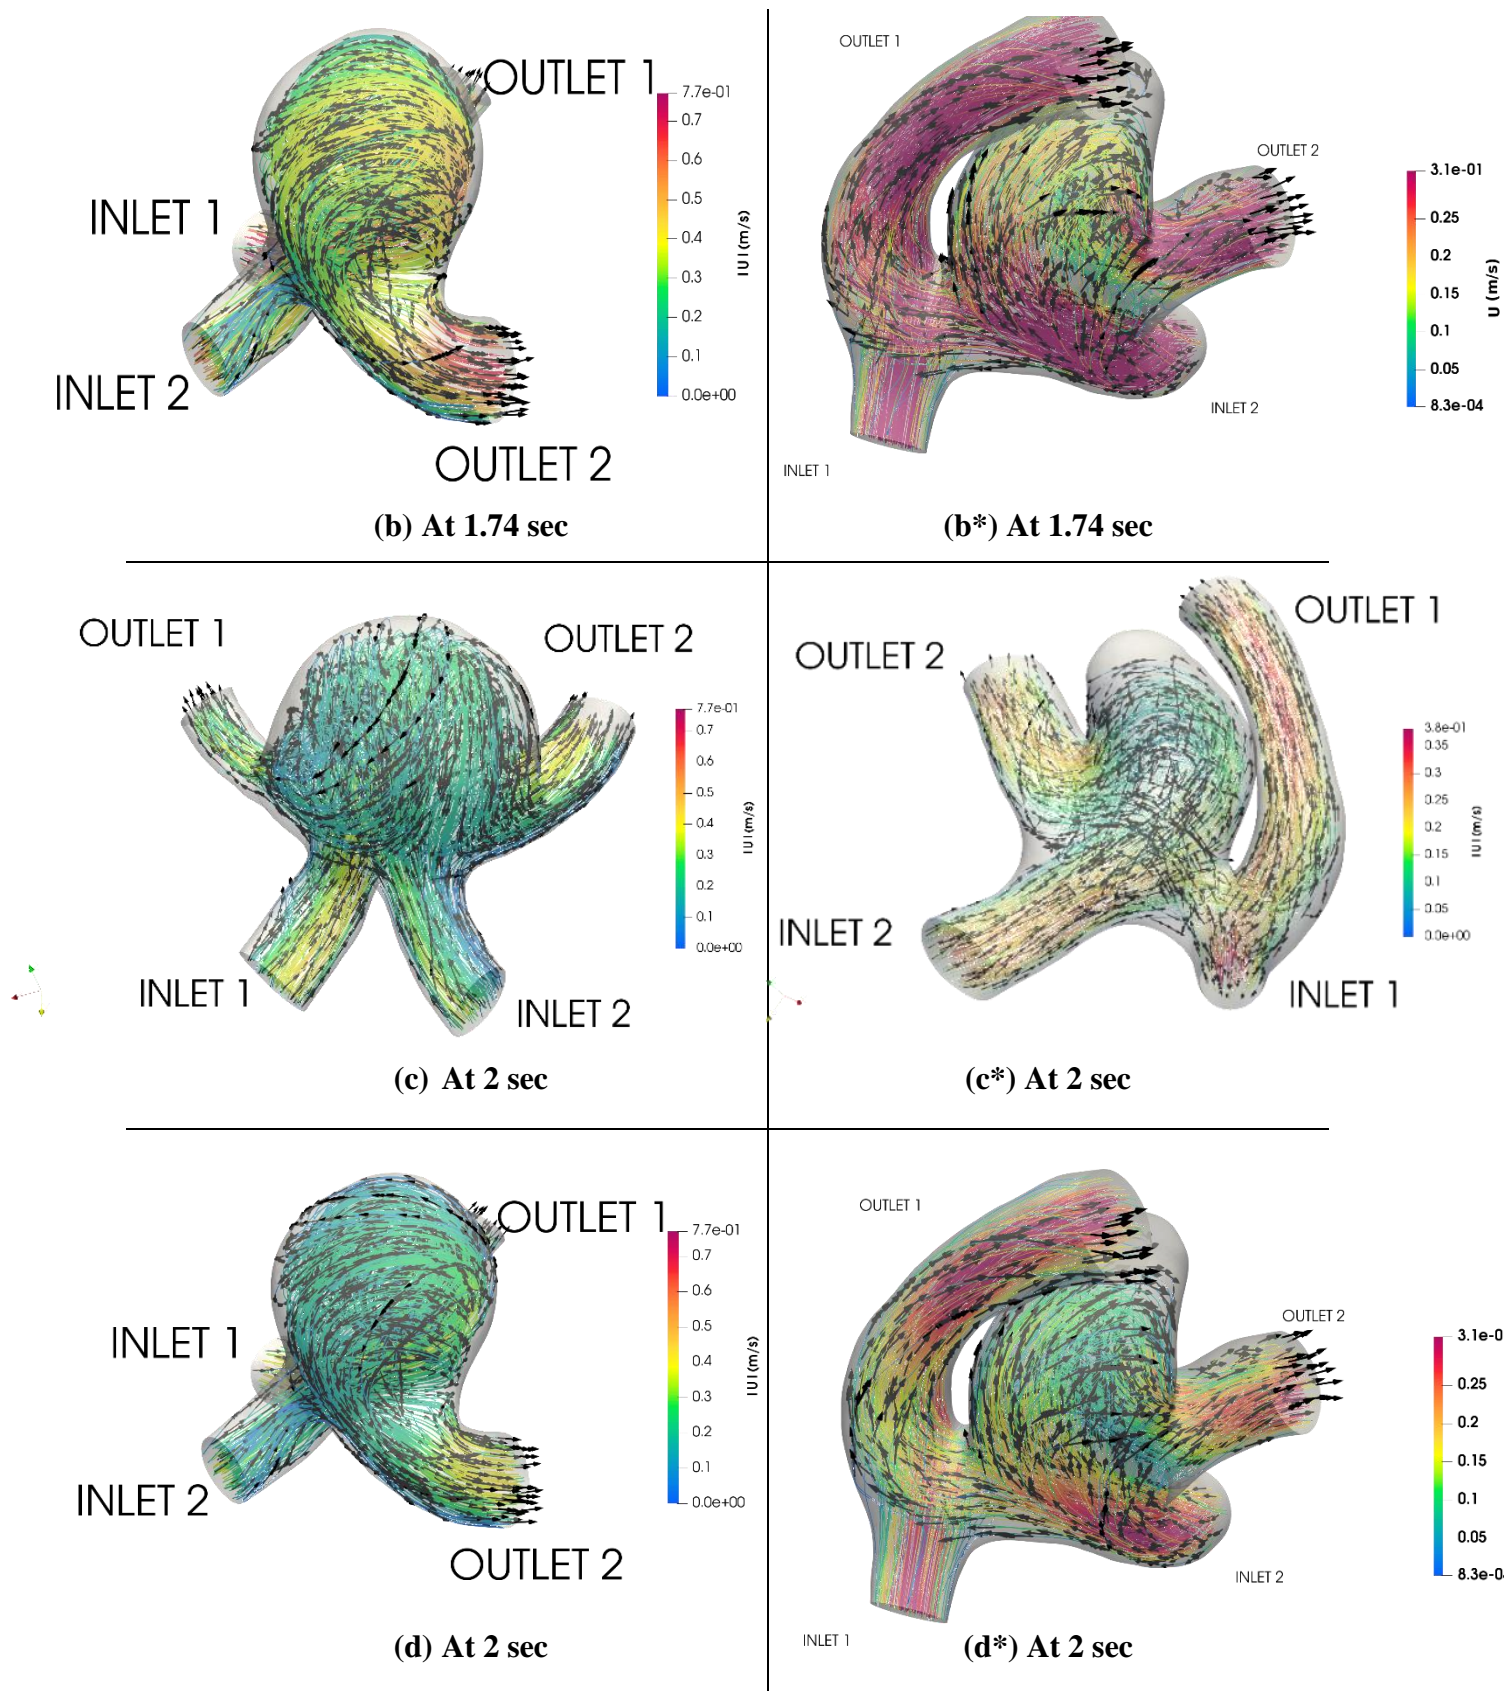 OUTLET 1
7.7e-01
0.7
0.6
0.5
0.4
0.3
0.2
0.1
0.0e+00
|U|(m/s)
INLET 1
INLET 2
OUTLET 2
(b) At 1.74 sec
OUTLET 1
OUTLET 2
3.1e-01
0.25
0.2
0.15
0.1
0.05
8.3e-04
U (m/s)
INLET 2
INLET 1
(b*) At 1.74 sec
OUTLET 1
OUTLET 2
7.7e-01
0.7
0.6
0.5
0.4
0.3
0.2
0.1
0.0e+00
|U|(m/s)
INLET 1
INLET 2
(c) At 2 sec
OUTLET 1
OUTLET 2
3.8e-01
0.35
0.3
0.25
0.2
0.15
0.1
0.05
0.0e+00
|U|(m/s)
INLET 2
INLET 1
(c*) At 2 sec
OUTLET 1
7.7e-01
0.7
0.6
0.5
0.4
0.3
0.2
0.1
0.0e+00
|U|(m/s)
INLET 1
INLET 2
OUTLET 2
(d) At 2 sec
OUTLET 1
OUTLET 2
3.1e-0
0.25
0.2
0.15
0.1
0.05
8.3e-0
INLET 2
INLET 1
(d*) At 2 sec